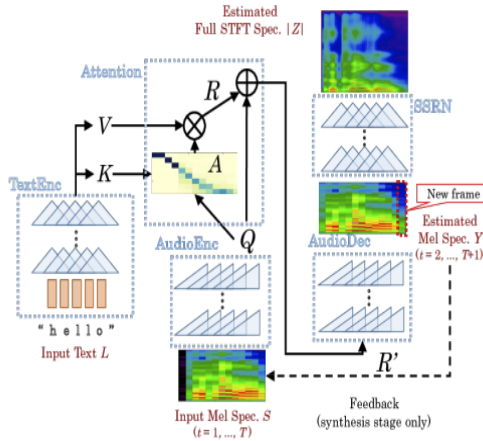 Estimated
Full STFT Spec. |Z|
Attention
R
SSRN
V
A
K
New frame
TextEnc
Q
Estimated
Mel Spec. Y
(t = 2, ..., T+1)
AudioEnc
AudioDec
"hello"
Input Text L
R'
Input Mel Spec. S
(t = 1, ..., T)
Feedback
(synthesis stage only)